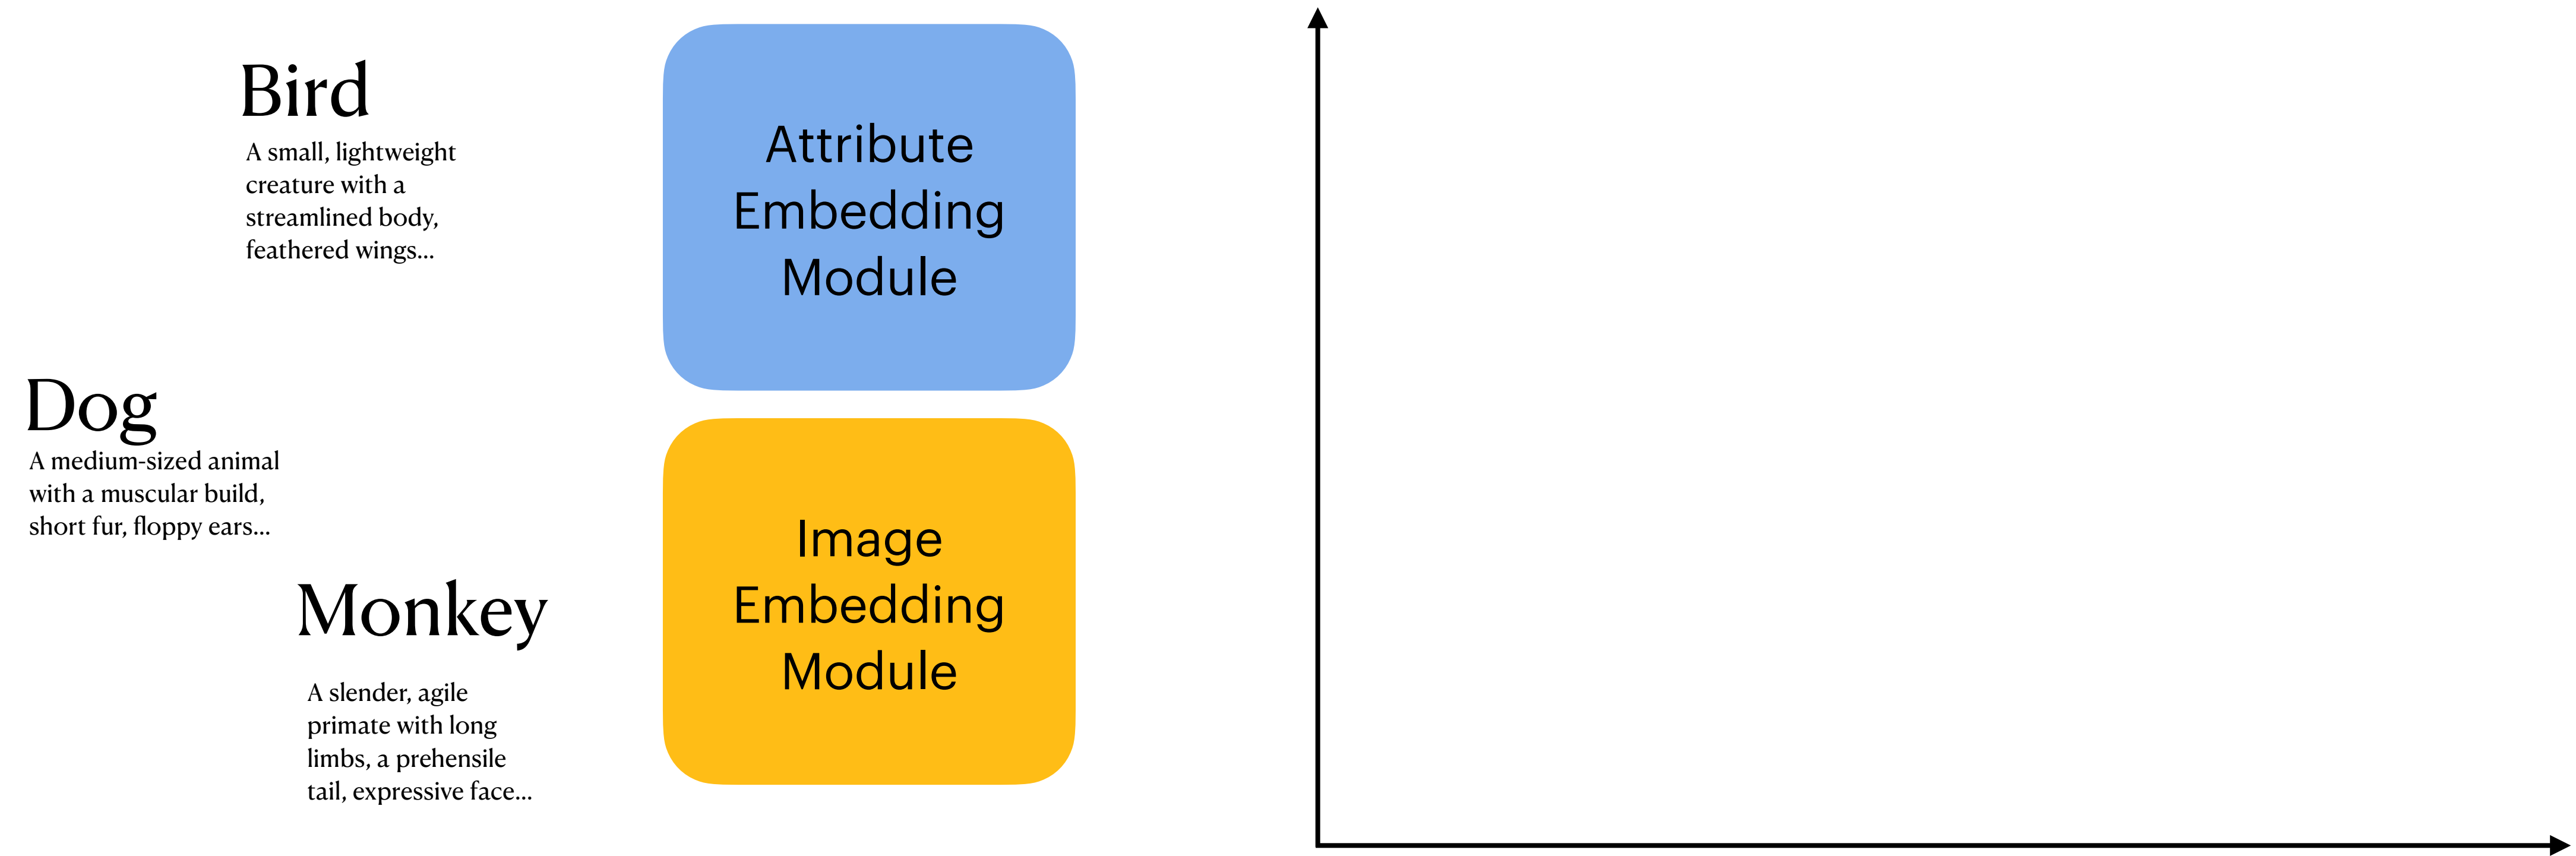 Bird
A small, lightweight
creature with a
streamlined body,
feathered wings...
Dog
A medium-sized animal
with a muscular build,
short fur, floppy ears...
Monkey
A slender, agile
primate with long
limbs, a prehensile
tail, expressive face...
Attribute
Embedding
Module
Image
Embedding
Module